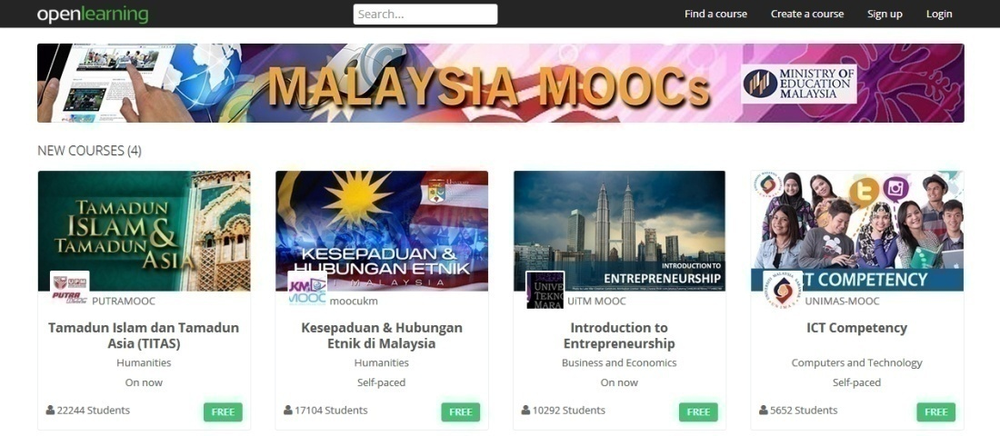 openlearning
Search...
Find a course
Create a course
Sign up
Login
MALAYSIA MOOCs
MINISTRY OF
EDUCATION
MALAYSIA
NEW COURSES (4)
TAMADUN
ISLAM &
TAMADUN
ASIA
UPM
PUTRA
PUTRAMOOC
Tamadun Islam dan Tamadun
Asia (TITAS)
Humanities
On now
22244 Students
FREE
KESEPADUAN &
HUBUNGAN ETNIK
MALAYSIA
MOOC
moocukm
Kesepaduan & Hubungan
Etnik di Malaysia
Humanities
Self-paced
17104 Students
FREE
INTRODUCTION TO
ENTREPRENEURSHIP
UiTM MOOC
Introduction to
Entrepreneurship
Business and Economics
On now
10292 Students
FREE
CT COMPETENCY
UNIMAS-MOOC
ICT Competency
Computers and Technology
Self-paced
5652 Students
FREE